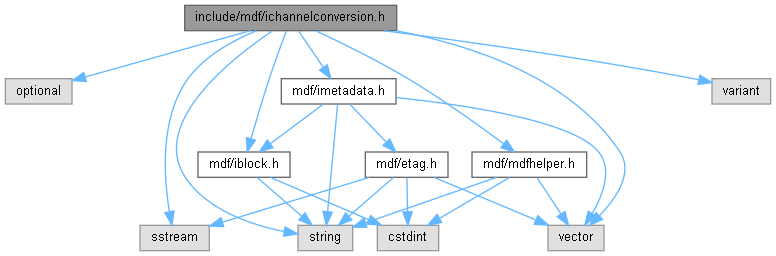 include/mdf/ichannelconversion.h
optional
mdf/imetadata.h
variant
mdf/iblock.h
mdf/etag.h
mdf/mdfhelper.h
sstream
string
cstdint
vector